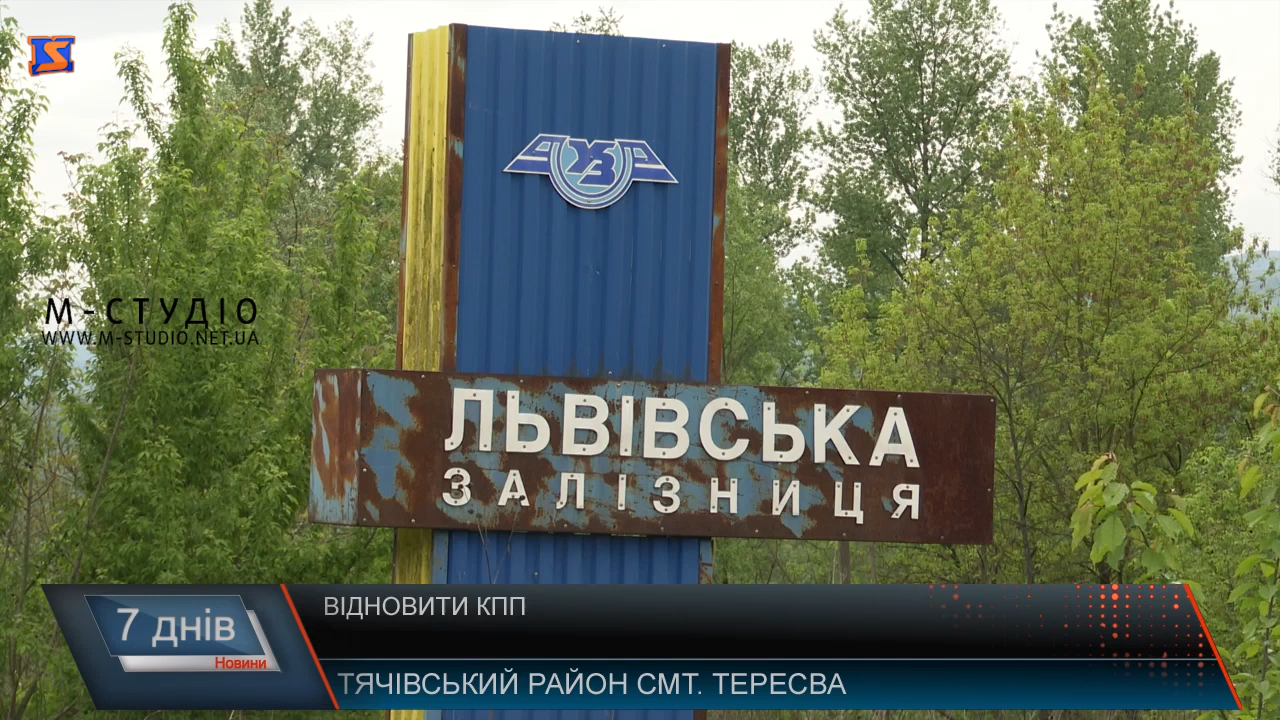 УЗ
М-СТУДІО
WWW.M-STUDIO.NET.UA
ЛЬВІВСЬКА
ЗАЛІЗНИЦЯ
7 днів
Новини
ВІДНОВИТИ КПП
ТЯЧІВСЬКИЙ РАЙОН СМТ. ТЕРЕСВА